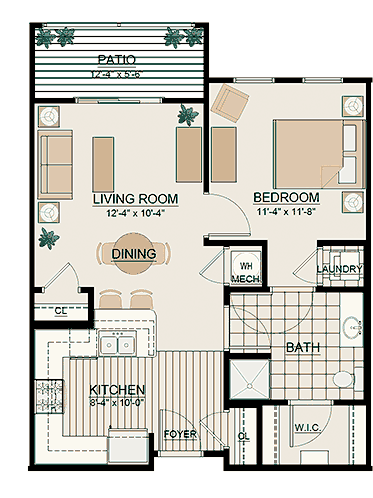 PATIO
12'-4" x 5'-6"
LIVING ROOM
12'-4" x 10'-4"
BEDROOM
11'-4" x 11'-8"
DINING
WH
MECH
LAUNDRY
CL
BATH
KITCHEN
8'-4" x 10'-0"
FOYER
CL
W.I.C.